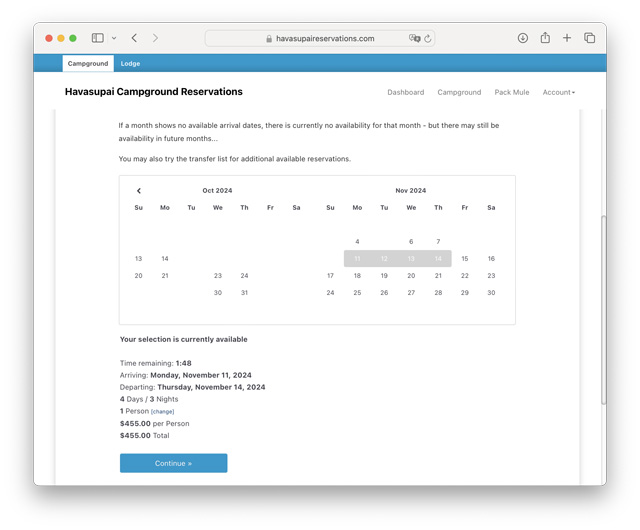 havasupaireservations.com
Campground Lodge
Havasupai Campground Reservations
Dashboard Campground Pack Mule Account
If a month shows no available arrival dates, there is currently no availability for that month - but there may still be
availability in future months...
You may also try the transfer list for additional available reservations.
Oct 2024 Nov 2024
Su Mo Tu We Th Fr Sa Su Mo Tu We Th Fr Sa
4 6 7
13 14 11 12 13 14 15 16
20 21 23 24 17 18 19 20 21 22 23
30 31 24 25 26 27 28 29 30
Your selection is currently available
Time remaining: 1:48
Arriving: Monday, November 11, 2024
Departing: Thursday, November 14, 2024
4 Days / 3 Nights
1 Person [change]
$455.00 per Person
$455.00 Total
Continue »